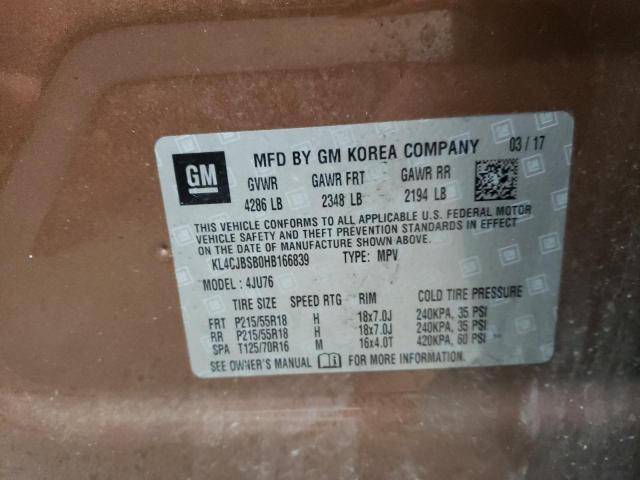 GM MFD BY GM KOREA COMPANY 03 / 17
GVWR GAWR FRT GAWR RR
4286 LB 2348 LB 2194 LB
THIS VEHICLE CONFORMS TO ALL APPLICABLE U.S. FEDERAL MOTOR
VEHICLE SAFETY AND THEFT PREVENTION STANDARDS IN EFFECT
ON THE DATE OF MANUFACTURE SHOWN ABOVE.
KL4CJBSB0HB166839 TYPE: MPV
MODEL: 4JU76
TIRE SIZE SPEED RTG RIM COLD TIRE PRESSURE
FRT P215/55R18 H 18x7.0J 240KPA, 35 PSI
RR P215/55R18 H 18x7.0J 240KPA, 35 PSI
SPA T125/70R16 M 16x4.0T 420KPA, 60 PSI
SEE OWNER'S MANUAL FOR MORE INFORMATION.